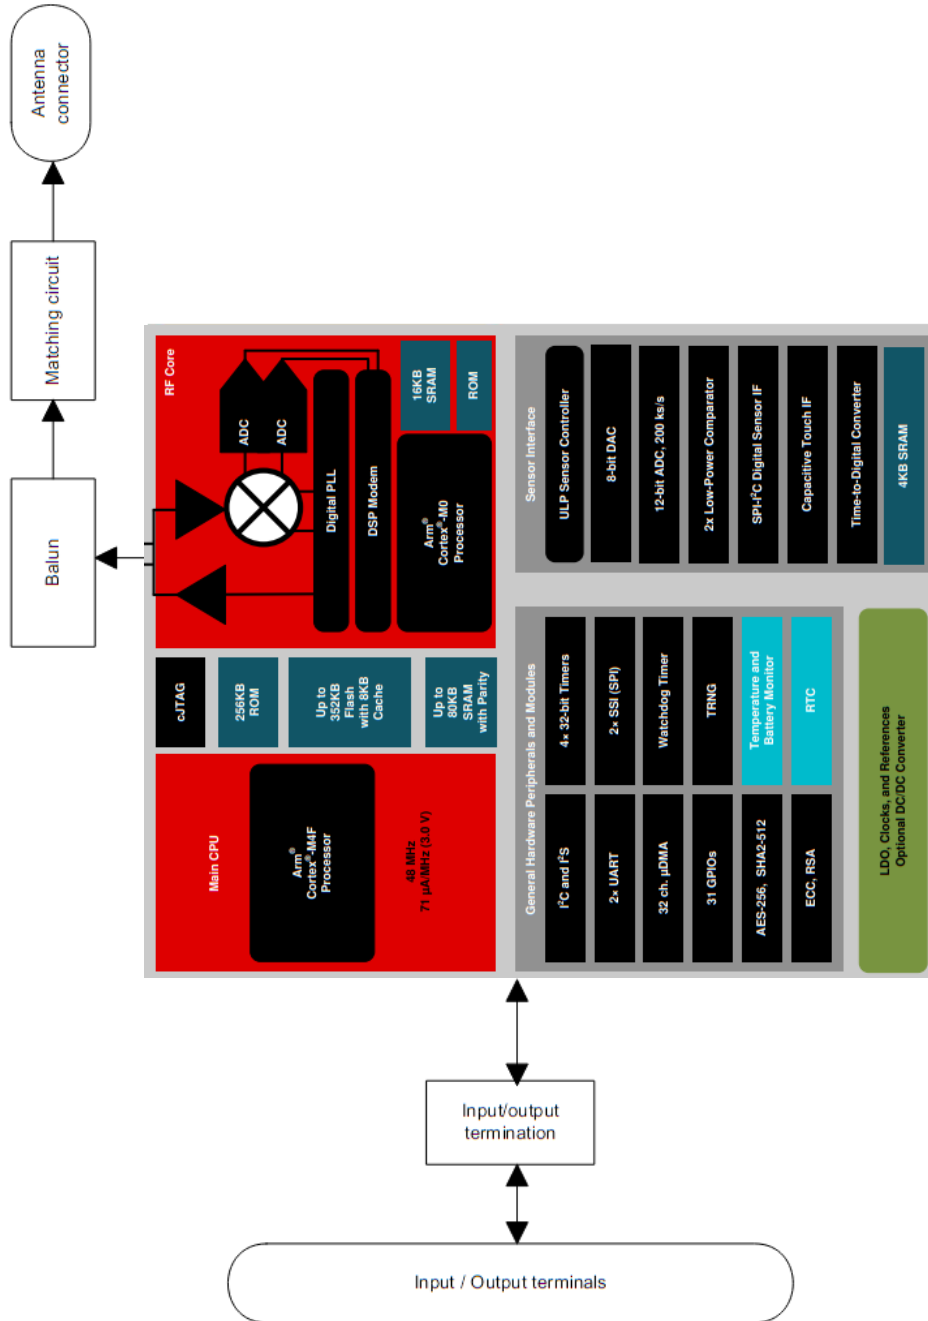 Antenna
connector
Matching circuit
Balun
RF Core
ADC
ADC
Digital PLL
DSP Modem
16KB
SRAM
ROM
Arm®
Cortex®-M0
Processor
cJTAG
256KB
ROM
Up to
352KB
Flash
with 8KB
Cache
Up to
80KB
SRAM
with Parity
Main CPU
Arm®
Cortex®-M4F
Processor
48 MHz
71 µA/MHz (3.0 V)
Sensor Interface
ULP Sensor Controller
8-bit DAC
12-bit ADC, 200 ks/s
2x Low-Power Comparator
SPI-I²C Digital Sensor IF
Capacitive Touch IF
Time-to-Digital Converter
4KB SRAM
General Hardware Peripherals and Modules
I²C and I²S
4× 32-bit Timers
2× UART
2× SSI (SPI)
32 ch. µDMA
Watchdog Timer
31 GPIOs
TRNG
AES-256, SHA2-512
Temperature and
Battery Monitor
ECC, RSA
RTC
LDO, Clocks, and References
Optional DC/DC Converter
Input/output
termination
Input / Output terminals